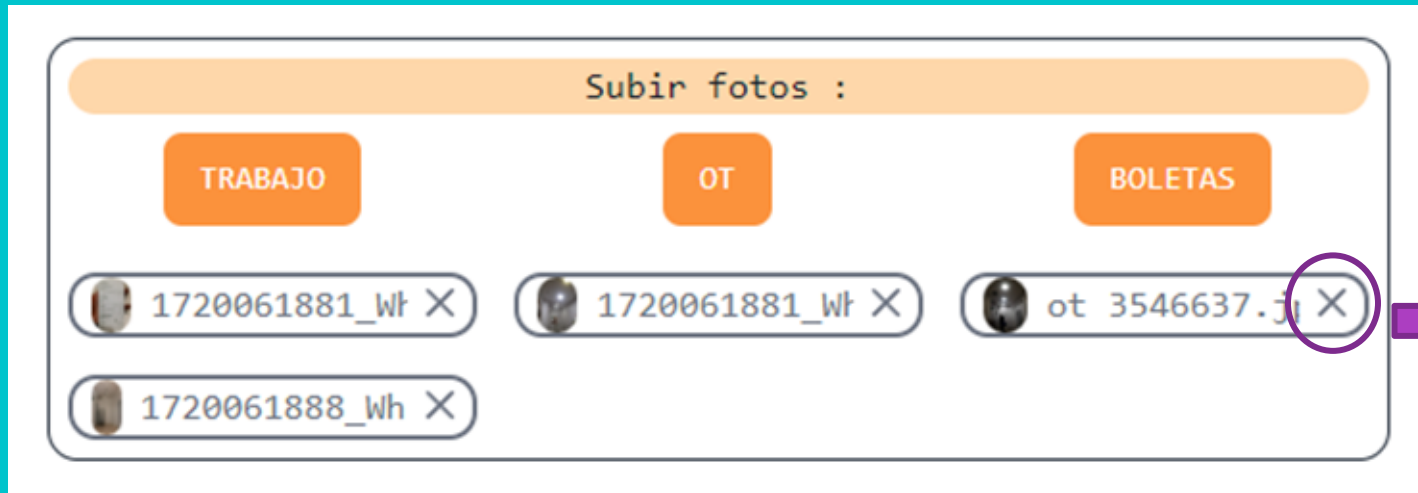 Subir fotos :
TRABAJO OT BOLETAS
1720061881_Wh 1720061881_Wh ot 3546637.j
1720061888_Wh